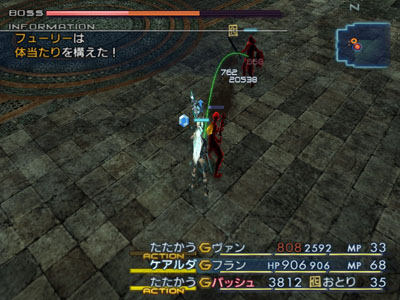 BOSS
INFORMATION
フューリーは
体当たりを構えた！
N
762
7668
20538
たたかう Gヴァン 808 2592 MP 33
ACTION
ケアルダ Gフラン HP 906 906 MP 68
たたかう Gバッシュ 3812 囮おとり 35
ACTION